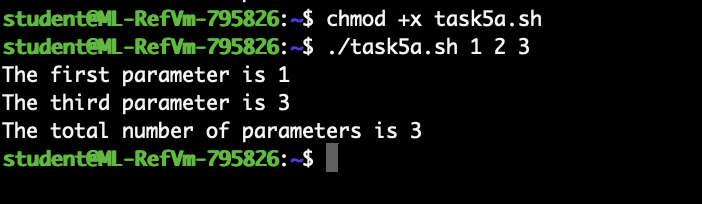 student@ML-RefVm-795826:~$ chmod +x task5a.sh
student@ML-RefVm-795826:~$ ./task5a.sh 1 2 3
The first parameter is 1
The third parameter is 3
The total number of parameters is 3
student@ML-RefVm-795826:~$